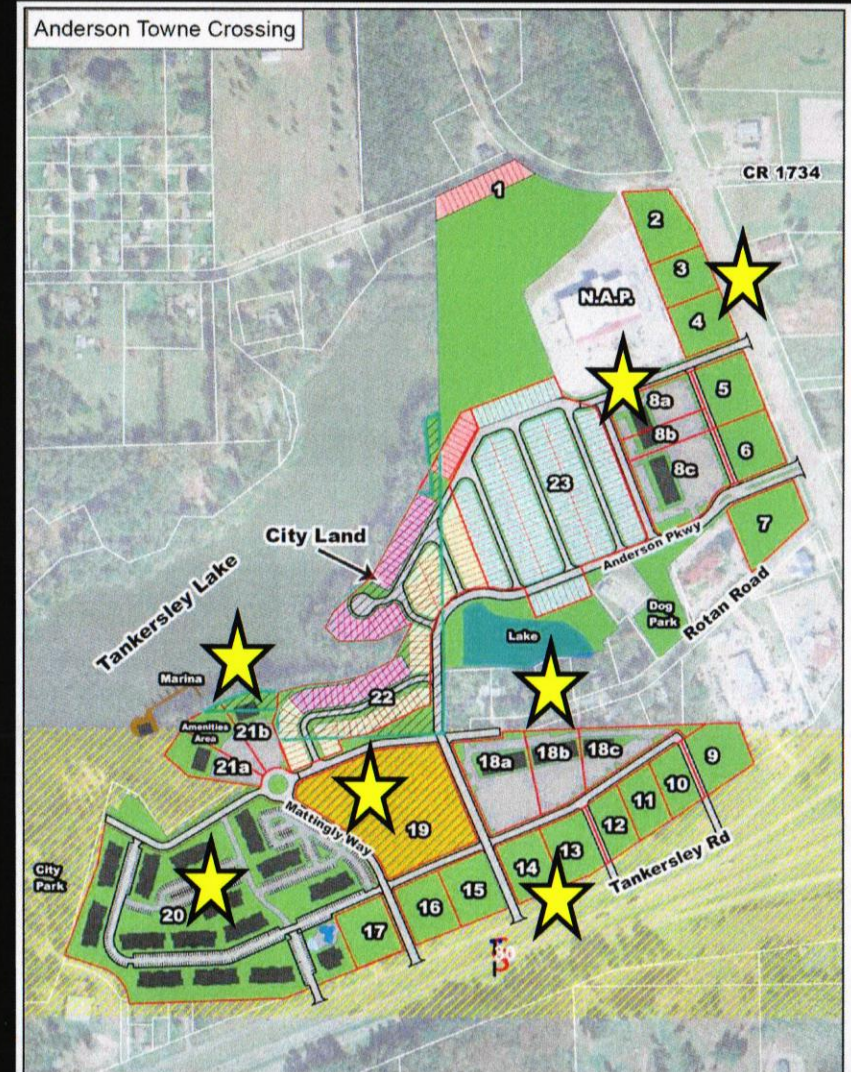 Anderson Towne Crossing
CR 1734
1
2
3
N.A.P.
4
5
8a
8b
6
8c
23
7
Anderson Pkwy
City Land
Tankersley Lake
Dog
Park
Rotan Road
Lake
Marina
22
Amenities
Area
21b
21a
18a
18b
18c
9
10
11
12
13
14
Mattingly Way
19
Tankersley Rd
15
16
17
City
Park
20